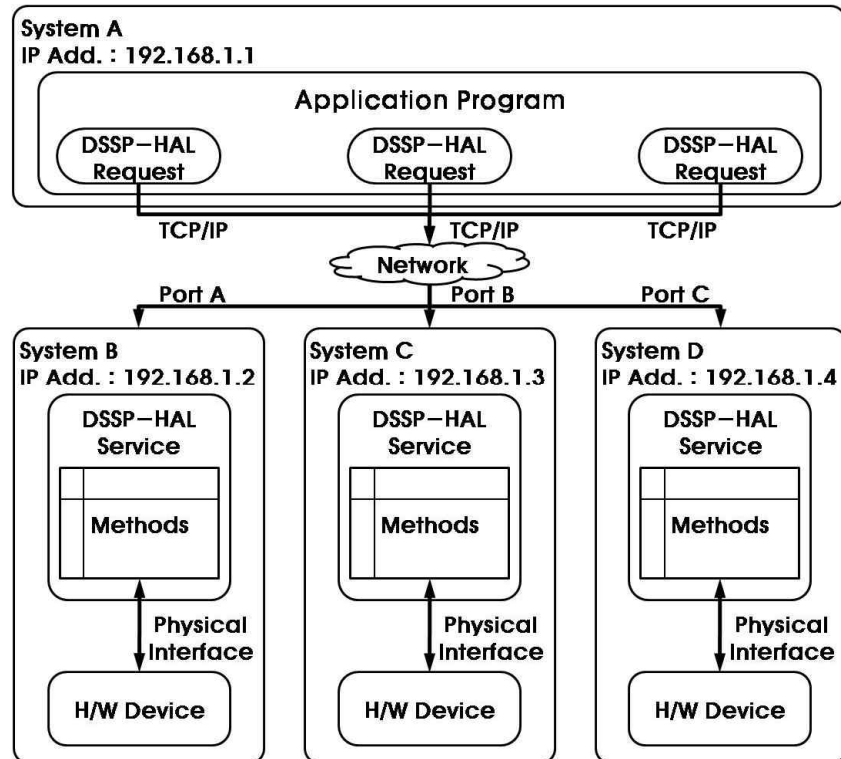 System A
IP Add. : 192.168.1.1
Application Program
DSSP-HAL
Request
DSSP-HAL
Request
DSSP-HAL
Request
TCP/IP
TCP/IP
TCP/IP
Network
Port A
Port B
Port C
System B
IP Add. : 192.168.1.2
DSSP-HAL
Service
Methods
Physical
Interface
H/W Device
System C
IP Add. : 192.168.1.3
DSSP-HAL
Service
Methods
Physical
Interface
H/W Device
System D
IP Add. : 192.168.1.4
DSSP-HAL
Service
Methods
Physical
Interface
H/W Device